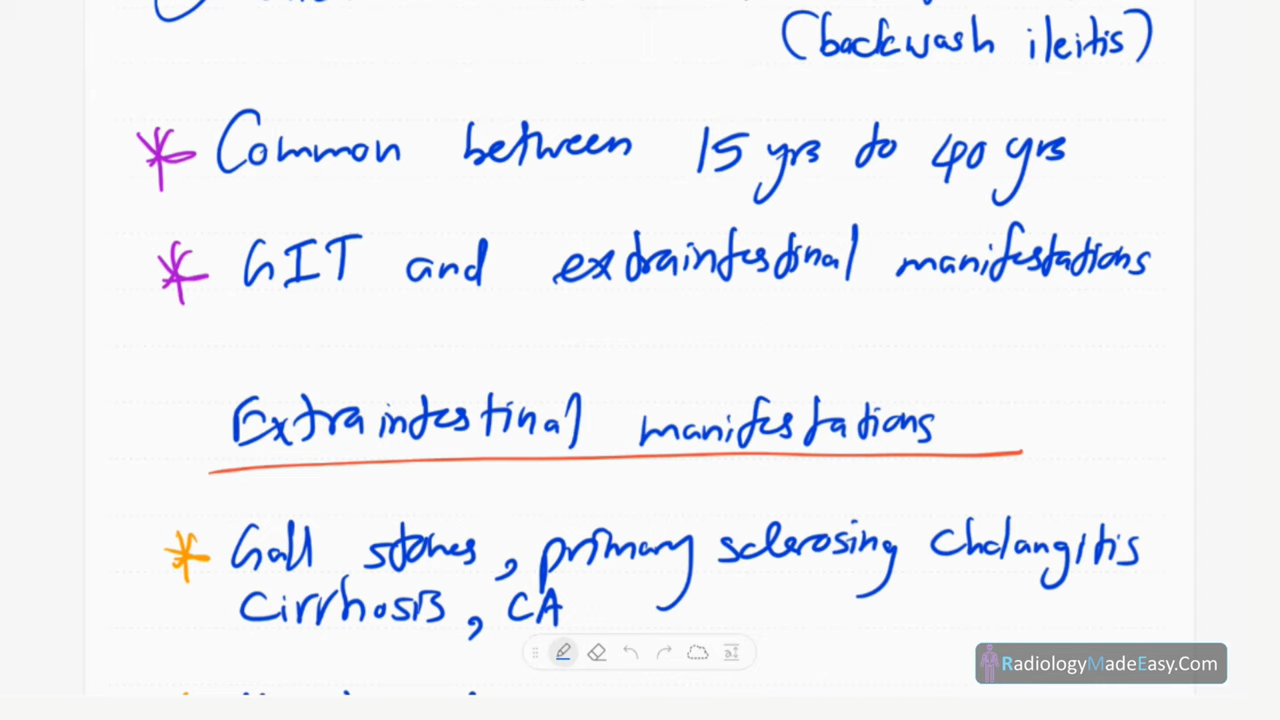 (backwash ileitis)
* Common between 15 yrs to 40 yrs
* GIT and extraintestinal manifestations
Extraintestinal manifestations
* Gall stones, primary sclerosing cholangitis
Cirrhosis, CA
RadiologyMadeEasy.Com